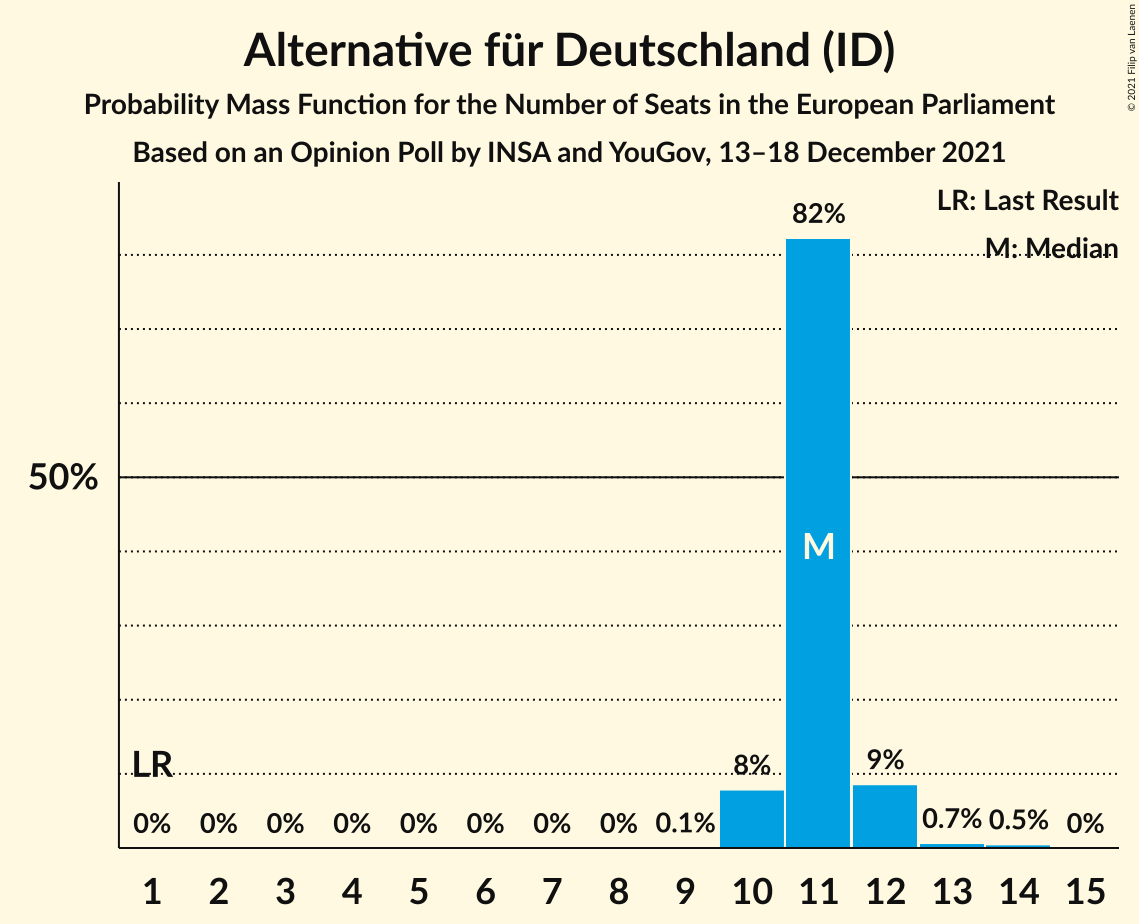 Alternative für Deutschland (ID)
Probability Mass Function for the Number of Seats in the European Parliament
Based on an Opinion Poll by INSA and YouGov, 13–18 December 2021
© 2021 Filip van Laenen
LR: Last Result
M: Median
82%
50%
M
LR
8%
9%
0% 0% 0% 0% 0% 0% 0% 0% 0.1% 0.7% 0.5% 0%
1 2 3 4 5 6 7 8 9 10 11 12 13 14 15